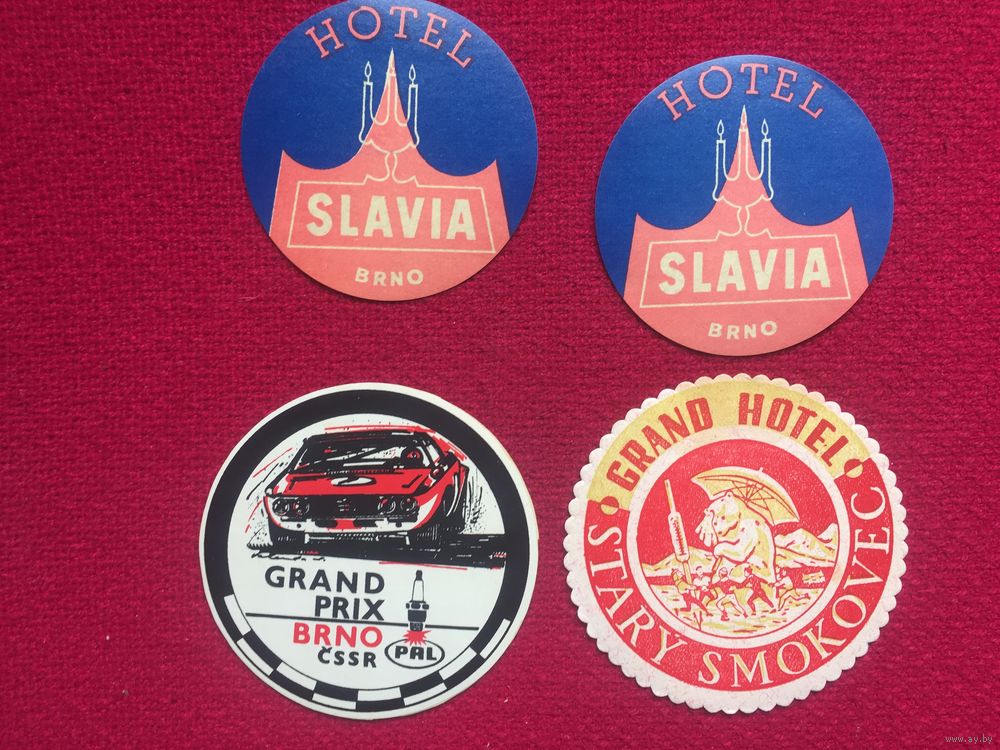 HOTEL
SLAVIA
BRNO
HOTEL
SLAVIA
BRNO
GRAND
PRIX
BRNO
ČSSR
PAL
GRAND HOTEL
STARY SMOKOVEC
www.ay.by